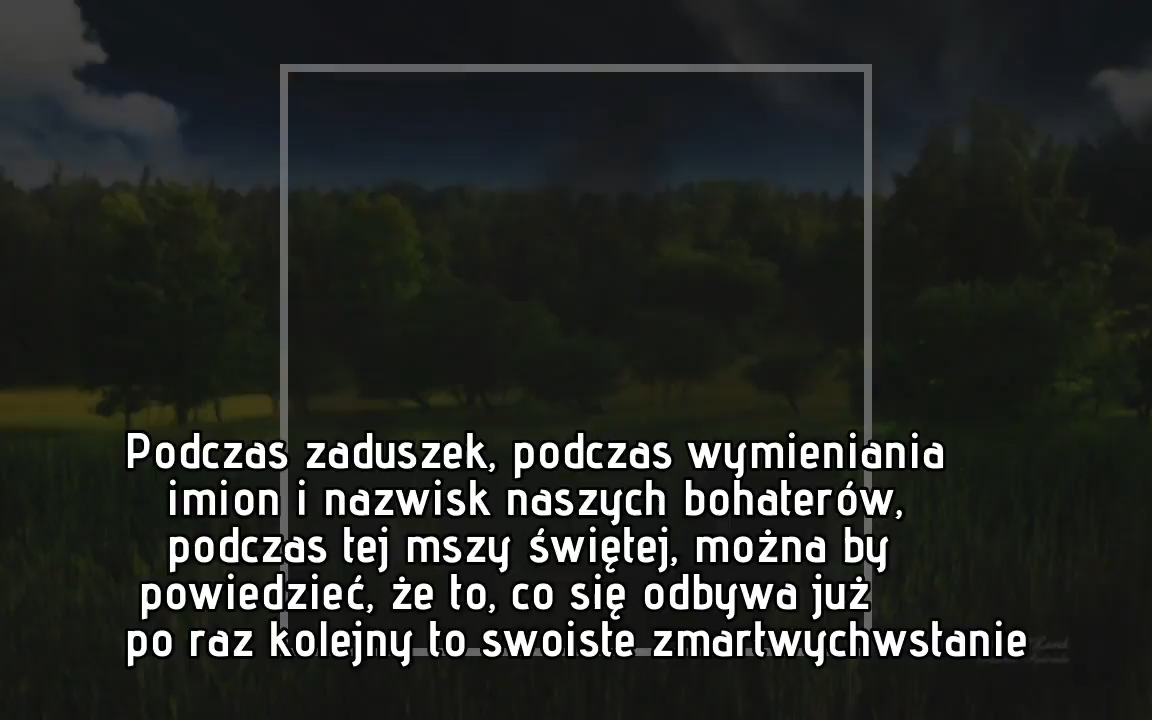 Podczas zaduszek, podczas wymieniania
imion i nazwisk naszych bohaterów,
podczas tej mszy świętej, można by
powiedzieć, że to, co się odbywa już
po raz kolejny to swoiste zmartwychwstanie